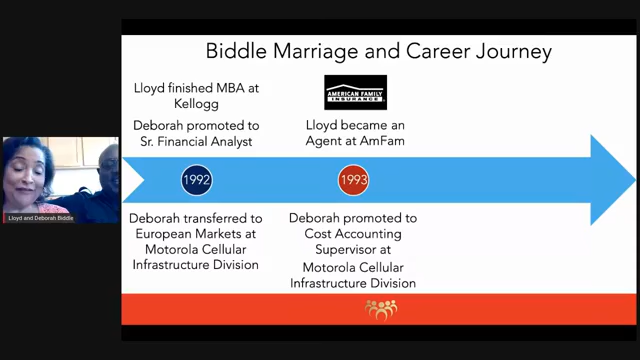 Biddle Marriage and Career Journey
Lloyd finished MBA at
Kellogg
Deborah promoted to
Sr. Financial Analyst
AMERICAN FAMILY
INSURANCE
Lloyd became an
Agent at AmFam
1992
1993
Deborah transferred to
European Markets at
Motorola Cellular
Infrastructure Division
Deborah promoted to
Cost Accounting
Supervisor at
Motorola Cellular
Infrastructure Division
Lloyd and Deborah Biddle